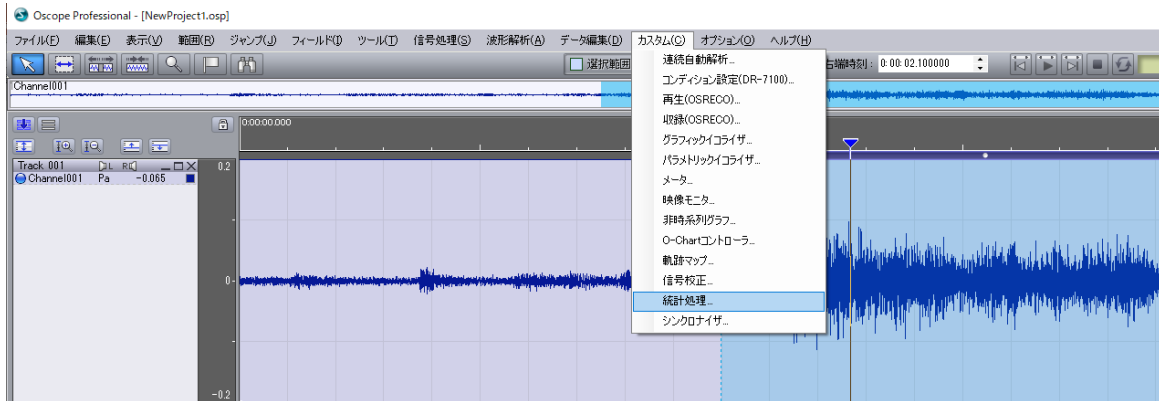 Oscope Professional - [NewProject1.osp]
ファイル(F) 編集(E) 表示(V) 範囲(R) ジャンプ(J) フィールド(I) ツール(T) 信号処理(S) 波形解析(A) データ編集(D) カスタム(C) オプション(O) ヘルプ(H)
選択範囲
右端時刻 : 0:00:02.100000
Channel001
連続自動解析...
コンディション設定(DR-7100)...
再生(OSRECO)...
収録(OSRECO)...
グラフィックイコライザ...
パラメトリックイコライザ...
メータ...
映像モニタ...
非時系列グラフ...
O-Chartコントローラ...
軌跡マップ...
信号校正...
統計処理...
シンクロナイザ...
0:00:00.000
Track 001 L R
Channel001 Pa -0.065
0.2
0
-0.2